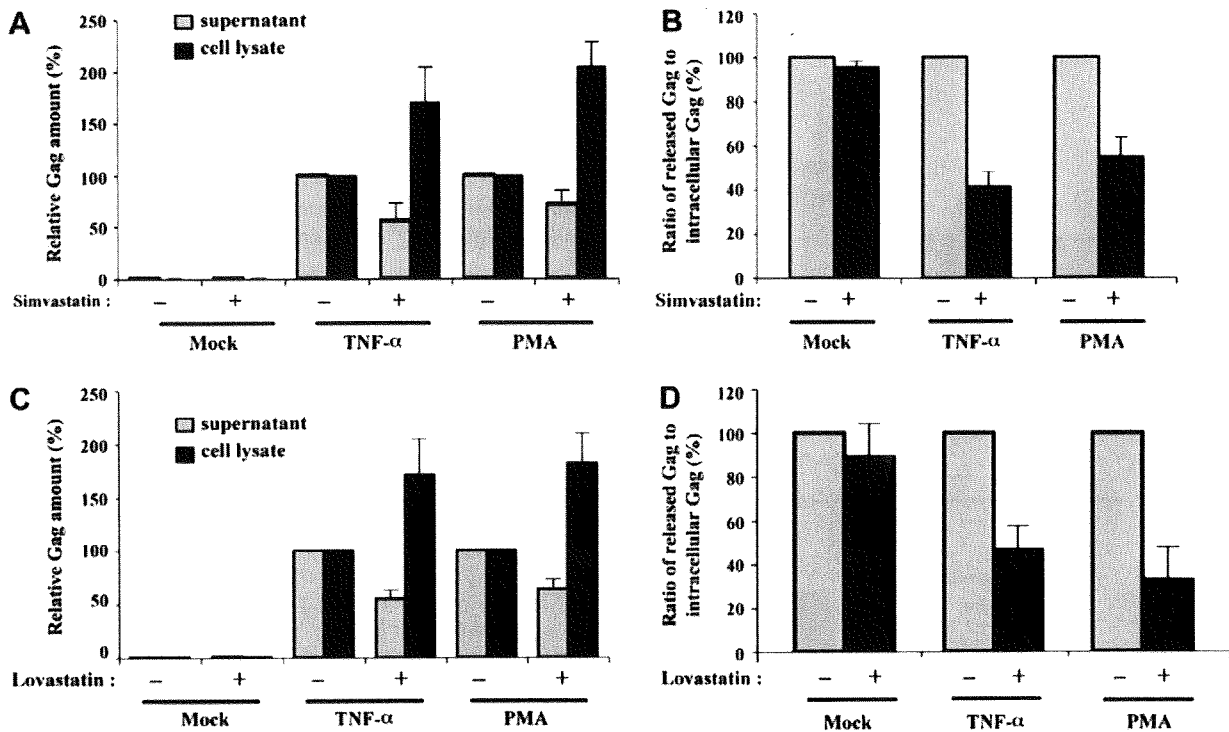 A
Relative Gag amount (%)
250
200
150
100
50
0
supernatant
cell lysate
Simvastatin : – + – + – +
Mock TNF-α PMA
B
Ratio of released Gag to
intracellular Gag (%)
120
100
80
60
40
20
0
Simvastatin: – + – + – +
Mock TNF-α PMA
C
Relative Gag amount (%)
250
200
150
100
50
0
supernatant
cell lysate
Lovastatin : – + – + – +
Mock TNF-α PMA
D
Ratio of released Gag to
intracellular Gag (%)
120
100
80
60
40
20
0
Lovastatin : – + – + – +
Mock TNF-α PMA